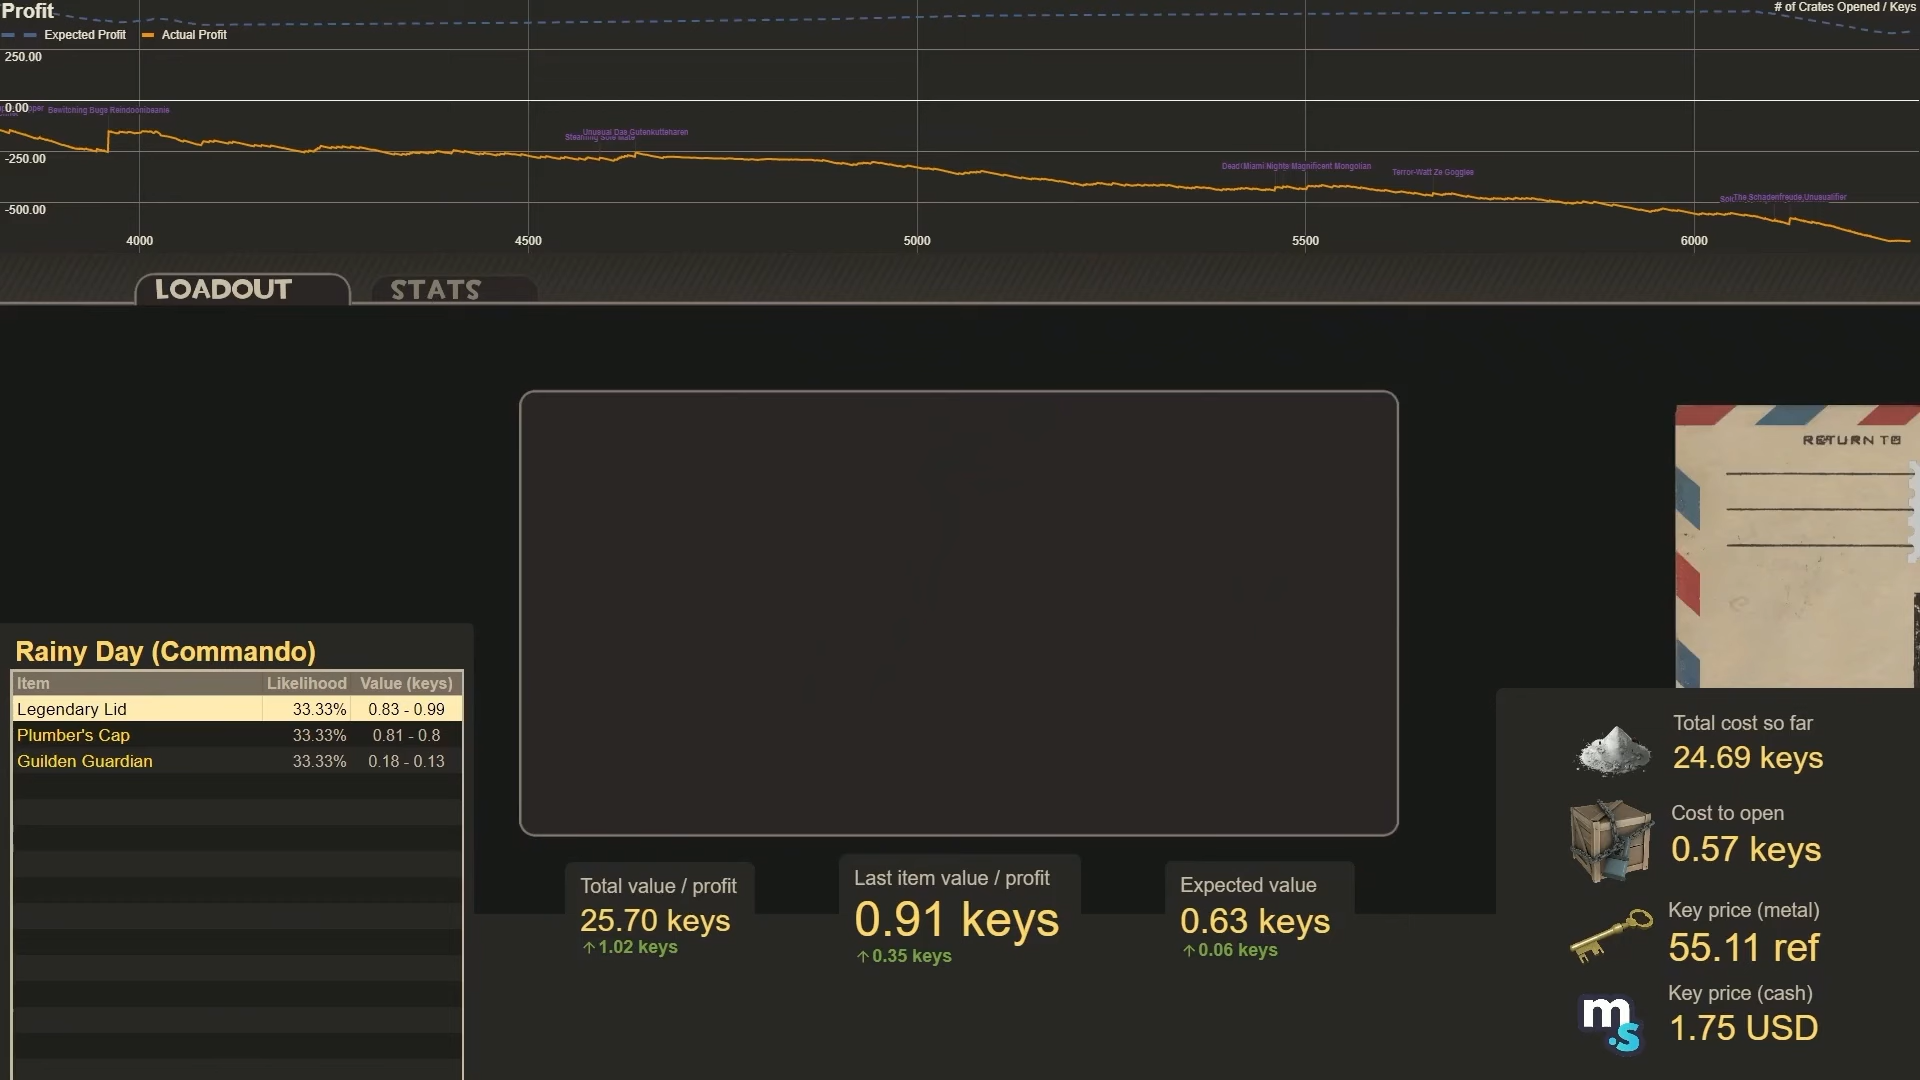 Profit
# of Crates Opened / Keys
Expected Profit
Actual Profit
250.00
0.00
Bewitching Bugs Reindoonibeanie
Unusual Das Gutenkutteharen
Miami Nights Magnificent Mongolian
Terror-Watt Ze Goggles
The Schadenfreude Unusualifier
-250.00
-500.00
4000
4500
5000
5500
6000
LOADOUT
STATS
RETURN TO
Rainy Day (Commando)
Item Likelihood Value (keys)
Legendary Lid 33.33% 0.83 - 0.99
Plumber's Cap 33.33% 0.81 - 0.8
Guilden Guardian 33.33% 0.18 - 0.13
Total value / profit
25.70 keys
↑1.02 keys
Last item value / profit
0.91 keys
↑0.35 keys
Expected value
0.63 keys
↑0.06 keys
Total cost so far
24.69 keys
Cost to open
0.57 keys
Key price (metal)
55.11 ref
Key price (cash)
1.75 USD
m.s